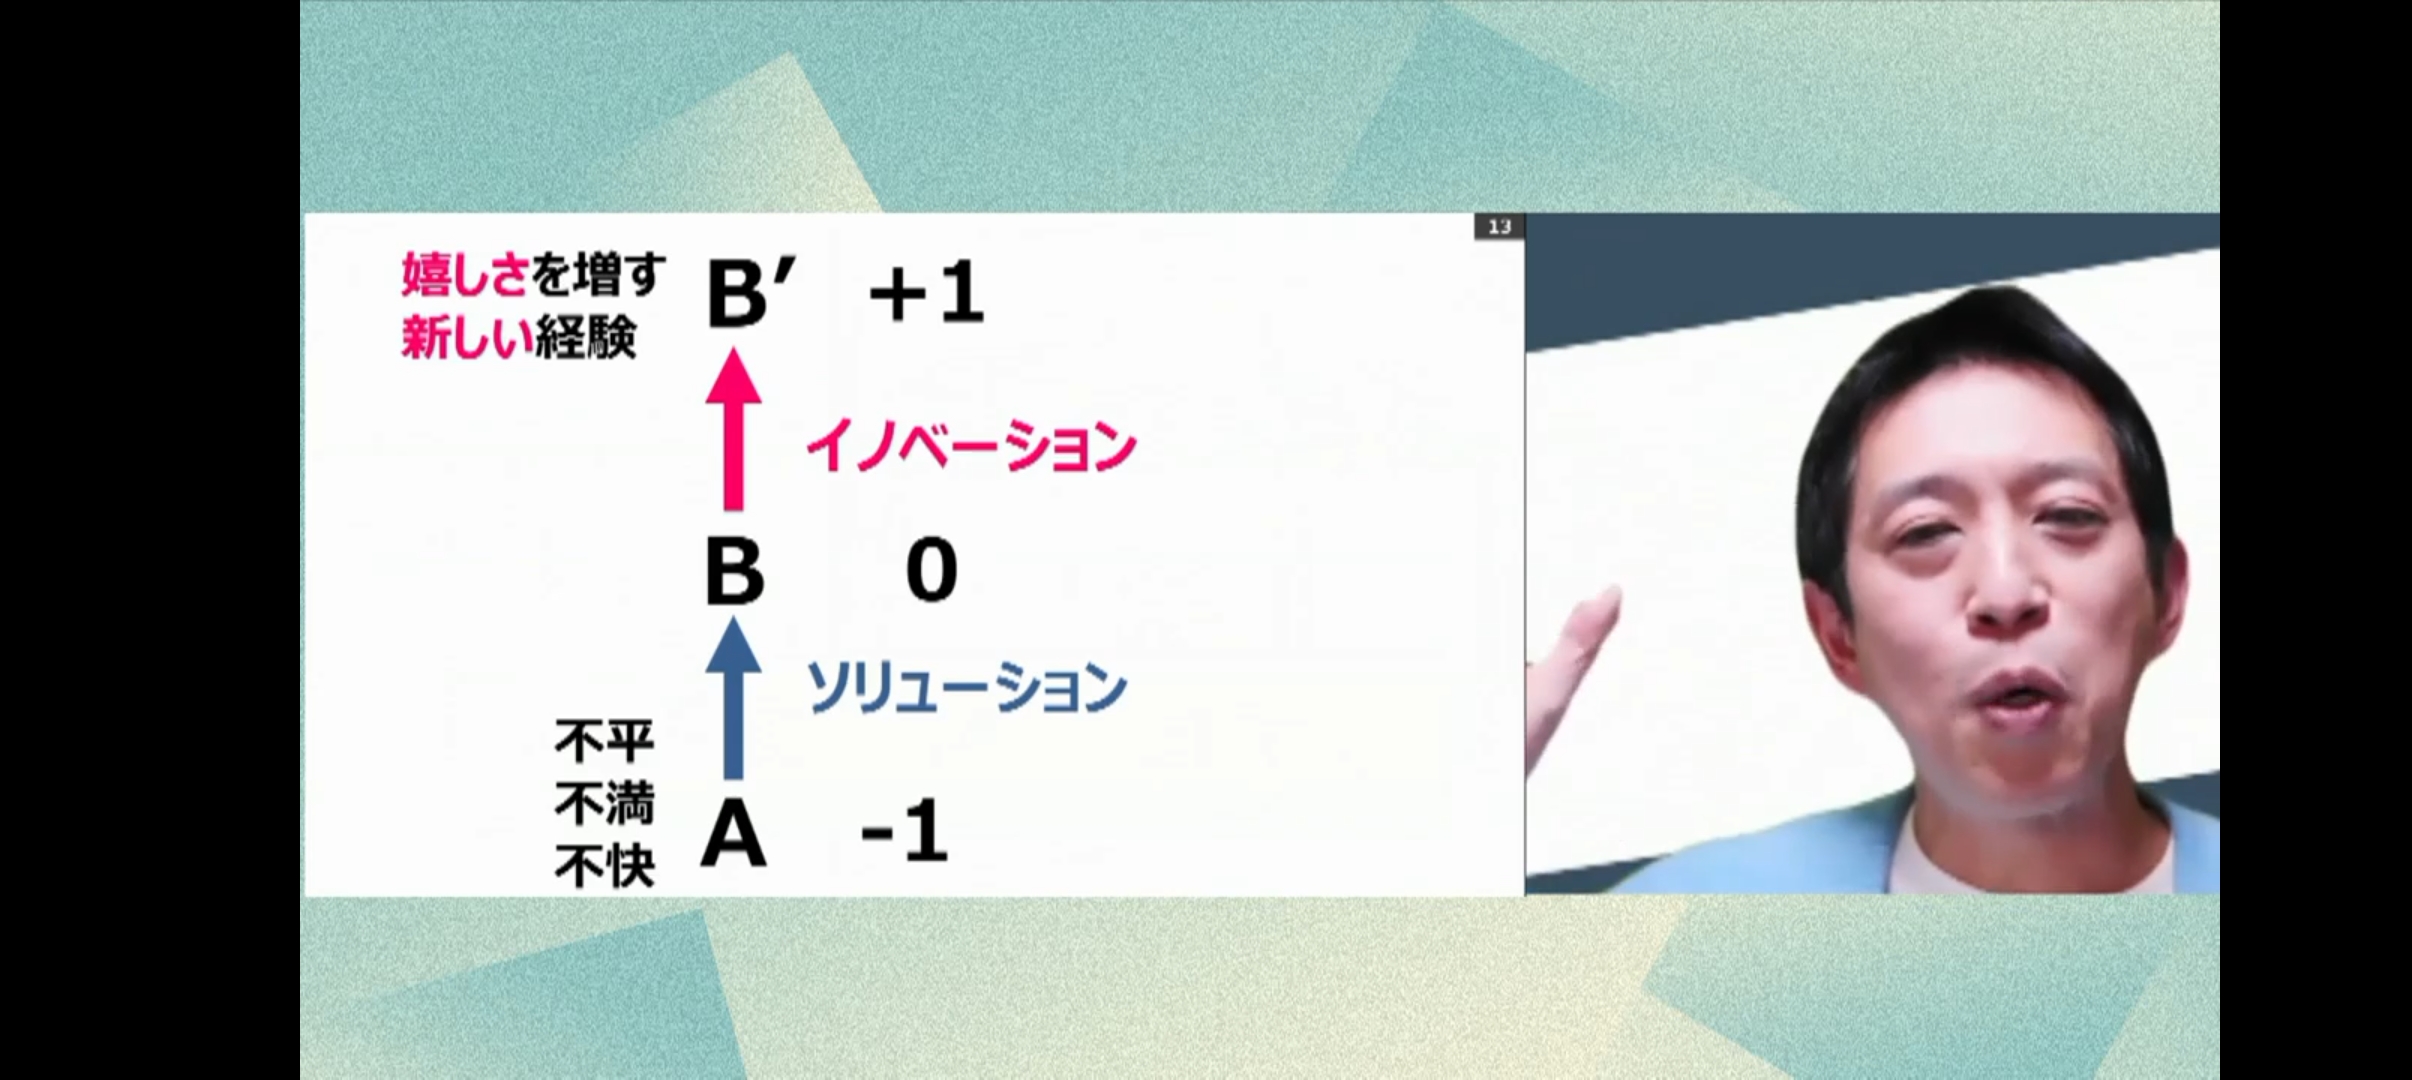 13
嬉しさを増す
新しい経験
B′ +1
イノベーション
B 0
ソリューション
不平
不満
不快
A -1